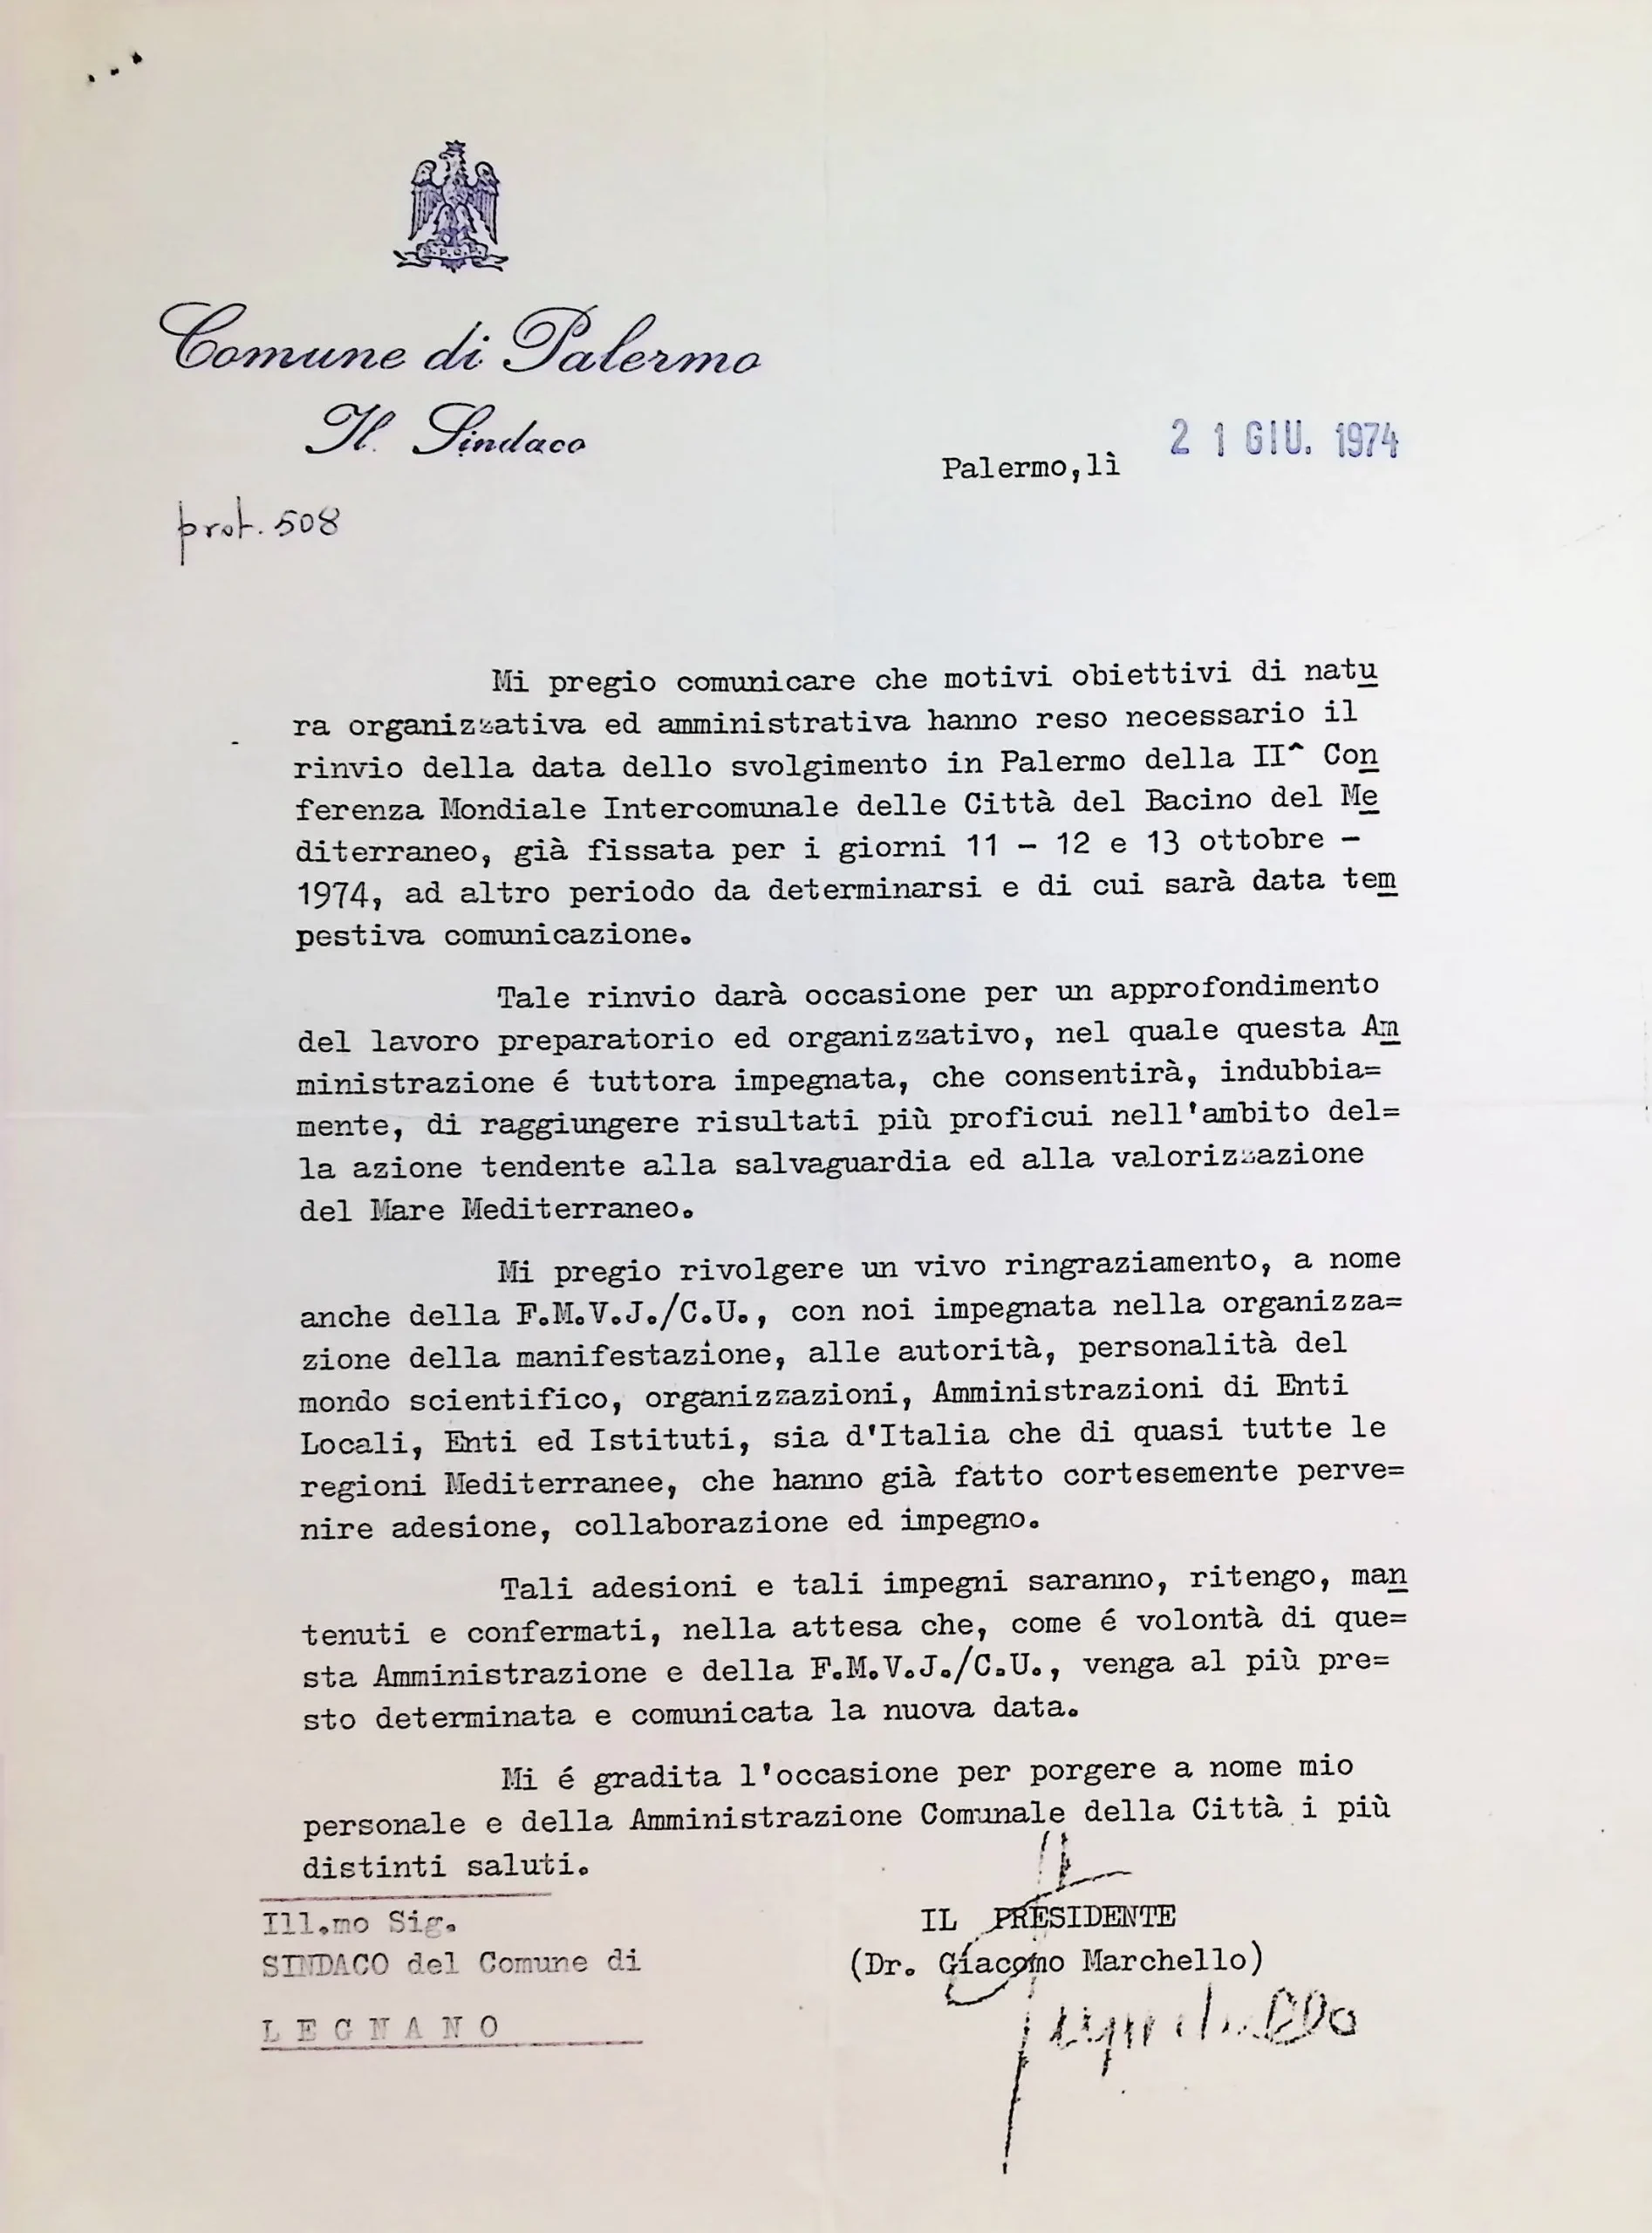 S.P.Q.P.
Comune di Palermo
Il Sindaco
Palermo,lì 21 GIU. 1974
prot. 508
Mi pregio comunicare che motivi obiettivi di natu
ra organizzativa ed amministrativa hanno reso necessario il
rinvio della data dello svolgimento in Palermo della II^ Con
ferenza Mondiale Intercomunale delle Città del Bacino del Me
diterraneo, già fissata per i giorni 11 - 12 e 13 ottobre -
1974, ad altro periodo da determinarsi e di cui sarà data tem
pestiva comunicazione.
Tale rinvio darà occasione per un approfondimento
del lavoro preparatorio ed organizzativo, nel quale questa Am
ministrazione é tuttora impegnata, che consentirà, indubbia=
mente, di raggiungere risultati più proficui nell'ambito del=
la azione tendente alla salvaguardia ed alla valorizzazione
del Mare Mediterraneo.
Mi pregio rivolgere un vivo ringraziamento, a nome
anche della F.M.V.J./C.U., con noi impegnata nella organizza=
zione della manifestazione, alle autorità, personalità del
mondo scientifico, organizzazioni, Amministrazioni di Enti
Locali, Enti ed Istituti, sia d'Italia che di quasi tutte le
regioni Mediterranee, che hanno già fatto cortesemente perve=
nire adesione, collaborazione ed impegno.
Tali adesioni e tali impegni saranno, ritengo, man
tenuti e confermati, nella attesa che, come é volontà di que=
sta Amministrazione e della F.M.V.J./C.U., venga al più pre=
sto determinata e comunicata la nuova data.
Mi é gradita l'occasione per porgere a nome mio
personale e della Amministrazione Comunale della Città i più
distinti saluti.
Ill.mo Sig.
SINDACO del Comune di
LEGNANO
IL PRESIDENTE
(Dr. Giacomo Marchello)